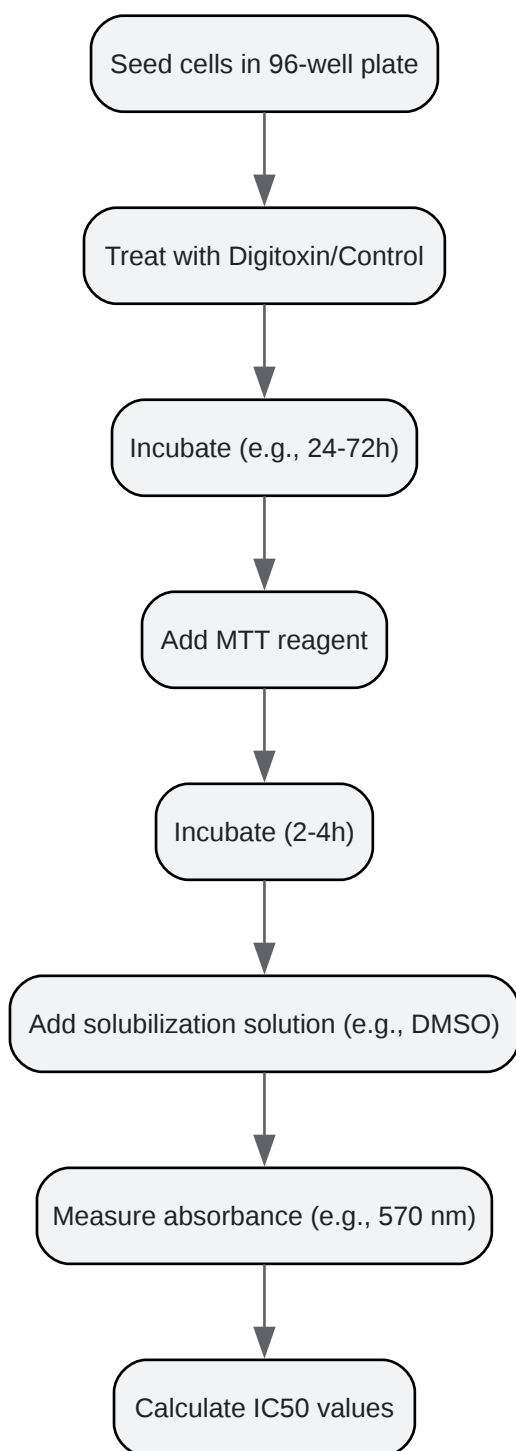 Seed cells in 96-well plate
Treat with Digitoxin/Control
Incubate (e.g., 24-72h)
Add MTT reagent
Incubate (2-4h)
Add solubilization solution (e.g., DMSO)
Measure absorbance (e.g., 570 nm)
Calculate IC50 values